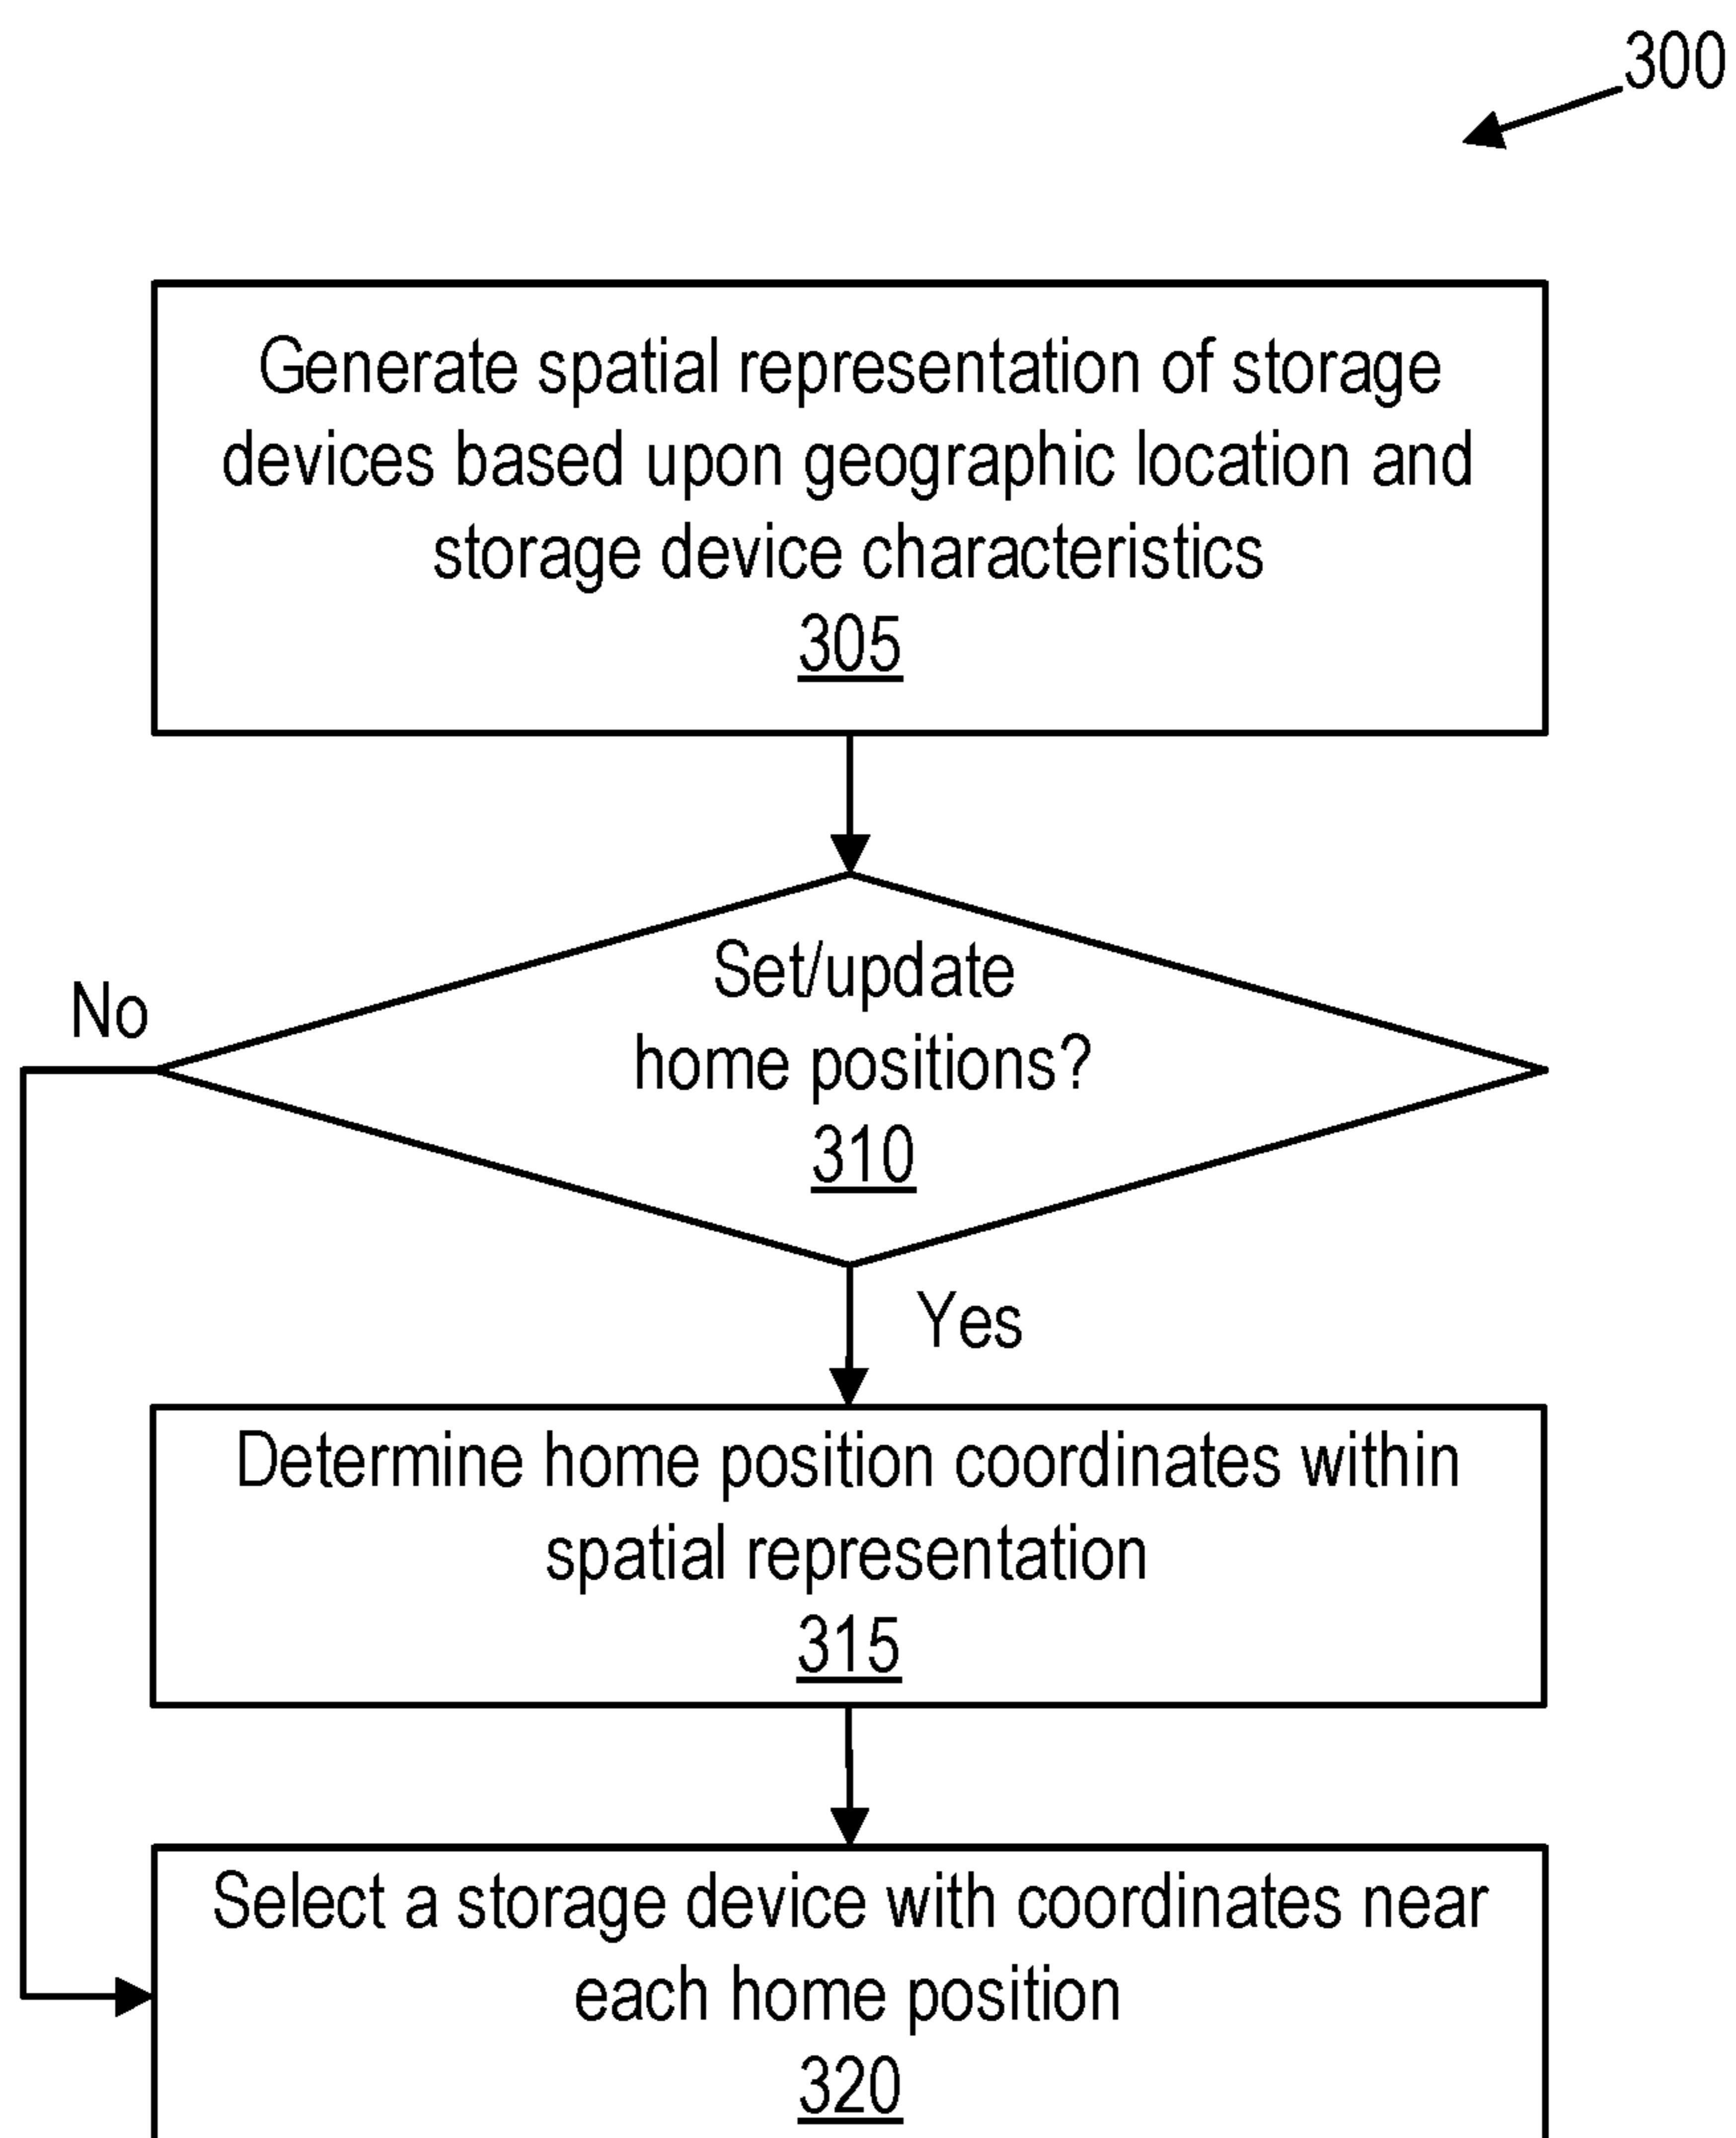 300
Generate spatial representation of storage
devices based upon geographic location and
storage device characteristics
305
Set/update
home positions?
310
No
Yes
Determine home position coordinates within
spatial representation
315
Select a storage device with coordinates near
each home position
320